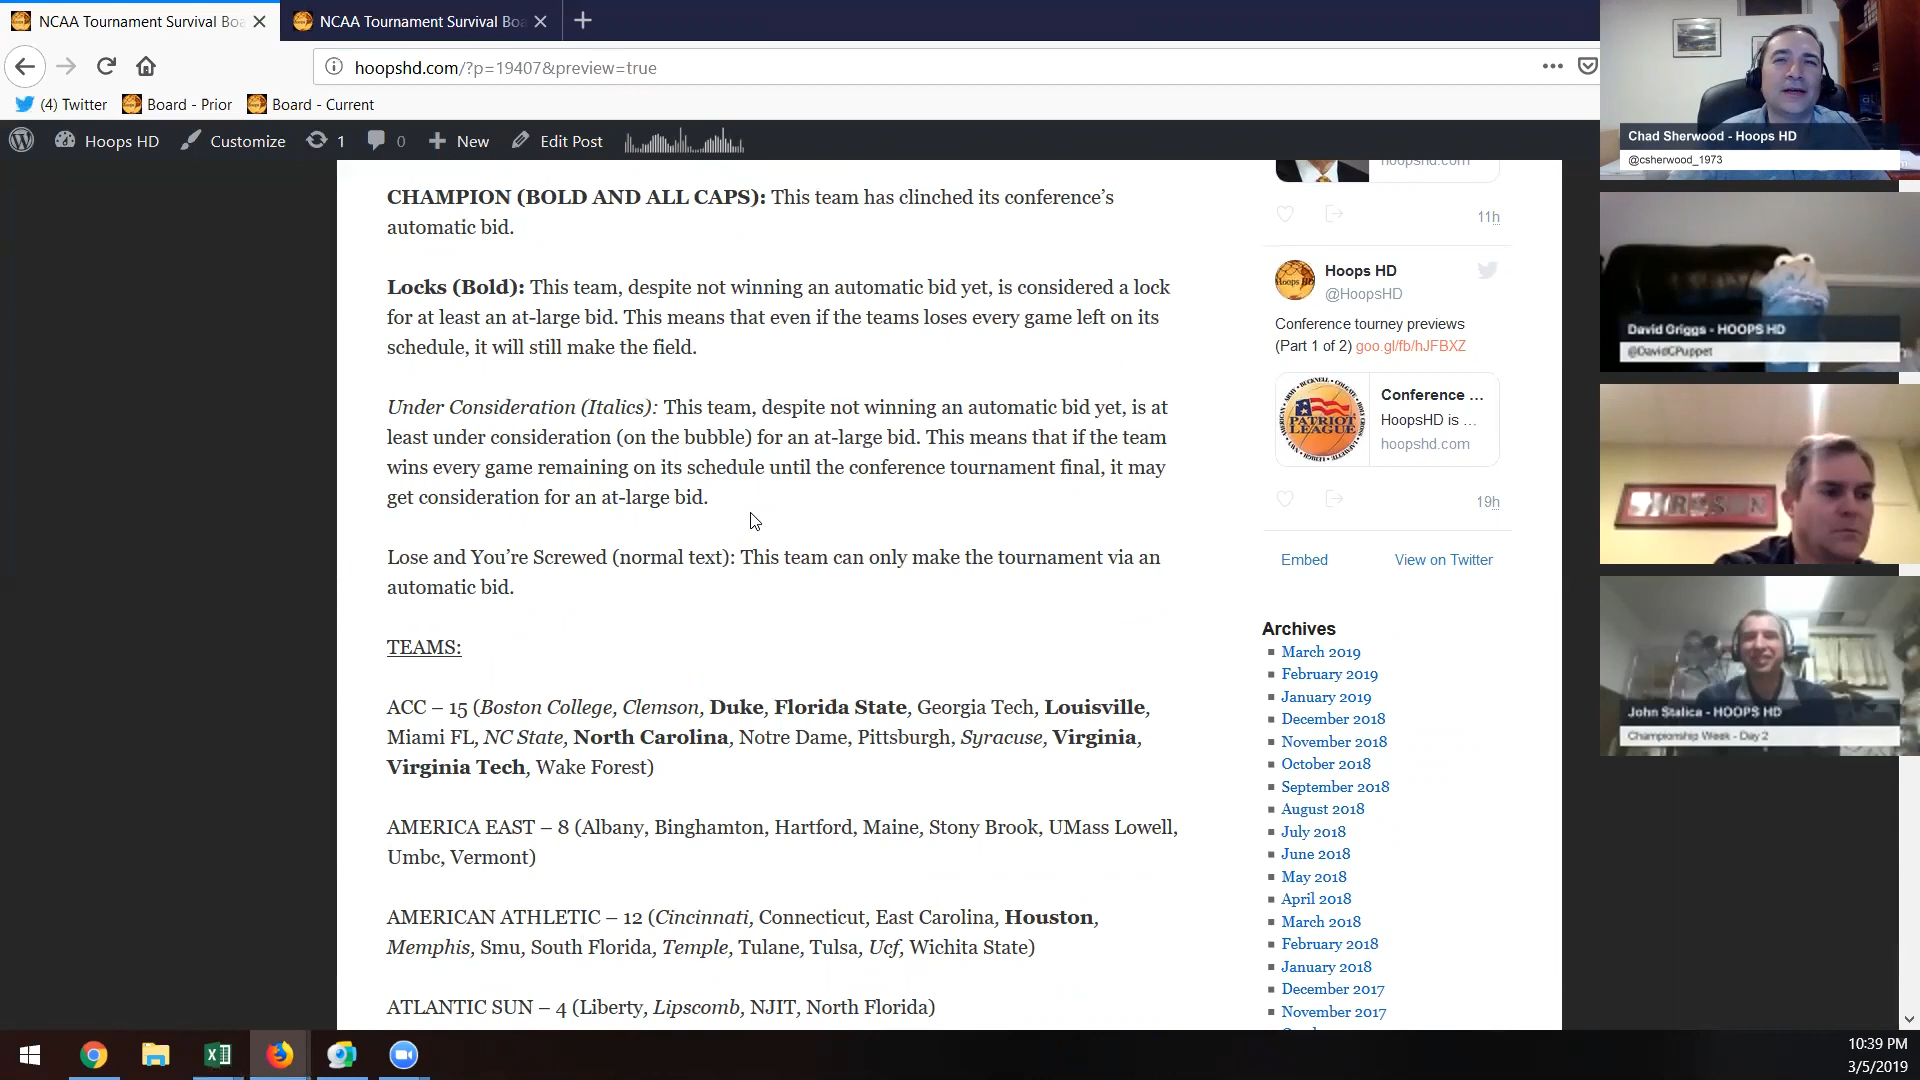 NCAA Tournament Survival Boa
NCAA Tournament Survival Boa
hoopshd.com/?p=19407&preview=true
(4) Twitter
Board - Prior
Board - Current
Hoops HD
Customize
1
0
New
Edit Post
CHAMPION (BOLD AND ALL CAPS): This team has clinched its conference’s
automatic bid.
Locks (Bold): This team, despite not winning an automatic bid yet, is considered a lock
for at least an at-large bid. This means that even if the teams loses every game left on its
schedule, it will still make the field.
Under Consideration (Italics): This team, despite not winning an automatic bid yet, is at
least under consideration (on the bubble) for an at-large bid. This means that if the team
wins every game remaining on its schedule until the conference tournament final, it may
get consideration for an at-large bid.
Lose and You’re Screwed (normal text): This team can only make the tournament via an
automatic bid.
TEAMS:
ACC – 15 (Boston College, Clemson, Duke, Florida State, Georgia Tech, Louisville,
Miami FL, NC State, North Carolina, Notre Dame, Pittsburgh, Syracuse, Virginia,
Virginia Tech, Wake Forest)
AMERICA EAST – 8 (Albany, Binghamton, Hartford, Maine, Stony Brook, UMass Lowell,
Umbc, Vermont)
AMERICAN ATHLETIC – 12 (Cincinnati, Connecticut, East Carolina, Houston,
Memphis, Smu, South Florida, Temple, Tulane, Tulsa, Ucf, Wichita State)
ATLANTIC SUN – 4 (Liberty, Lipscomb, NJIT, North Florida)
hoopshd.com
11h
Hoops HD
Hoops HD
@HoopsHD
Conference tourney previews
(Part 1 of 2) goo.gl/fb/hJFBXZ
PATRIOT
LEAGUE
Conference ...
HoopsHD is ...
hoopshd.com
19h
Embed
View on Twitter
Archives
March 2019
February 2019
January 2019
December 2018
November 2018
October 2018
September 2018
August 2018
July 2018
June 2018
May 2018
April 2018
March 2018
February 2018
January 2018
December 2017
November 2017
Chad Sherwood - Hoops HD
@csherwood_1973
David Griggs - HOOPS HD
@DavidCPuppet
John Stalica - HOOPS HD
Championship Week - Day 2
10:39 PM
3/5/2019